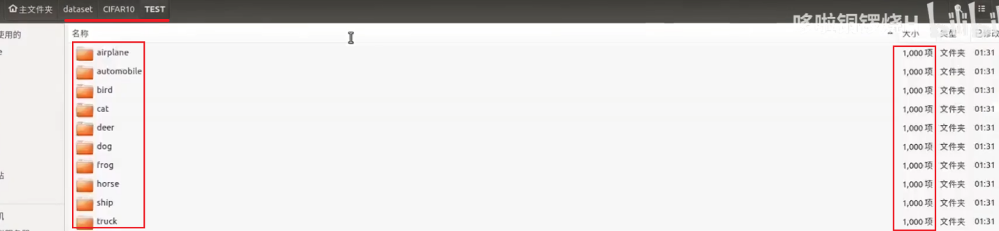 主文件夹 dataset CIFAR10 TEST
哆啦铜锣烧H
使用的
名称 大小 类型 已修改
airplane 1,000 项 文件夹 01:31
automobile 1,000 项 文件夹 01:31
bird 1,000 项 文件夹 01:31
cat 1,000 项 文件夹 01:31
deer 1,000 项 文件夹 01:31
dog 1,000 项 文件夹 01:31
frog 1,000 项 文件夹 01:31
horse 1,000 项 文件夹 01:31
ship 1,000 项 文件夹 01:31
truck 1,000 项 文件夹 01:31